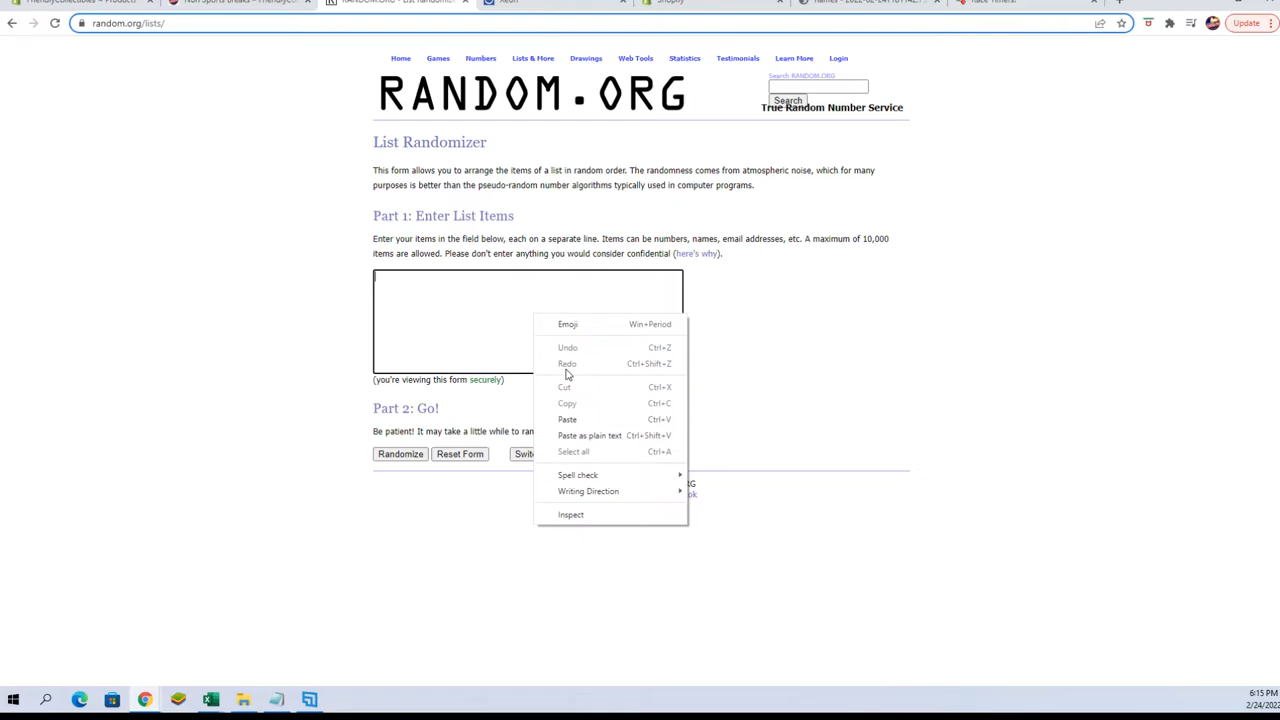 random.org/lists/
Update
Home Games Numbers Lists & More Drawings Web Tools Statistics Testimonials Learn More Login
RANDOM.ORG
Search RANDOM.ORG
Search
True Random Number Service
List Randomizer
This form allows you to arrange the items of a list in random order. The randomness comes from atmospheric noise, which for many
purposes is better than the pseudo-random number algorithms typically used in computer programs.
Part 1: Enter List Items
Enter your items in the field below, each on a separate line. Items can be numbers, names, email addresses, etc. A maximum of 10,000
items are allowed. Please don't enter anything you would consider confidential (here's why).
Emoji Win+Period
Undo Ctrl+Z
Redo Ctrl+Shift+Z
(you're viewing this form securely)
Cut Ctrl+X
Copy Ctrl+C
Part 2: Go!
Paste Ctrl+V
Be patient! It may take a little while to
Paste as plain text Ctrl+Shift+V
Randomize Reset Form
Select all Ctrl+A
Spell check
Writing Direction
Inspect
6:15 PM